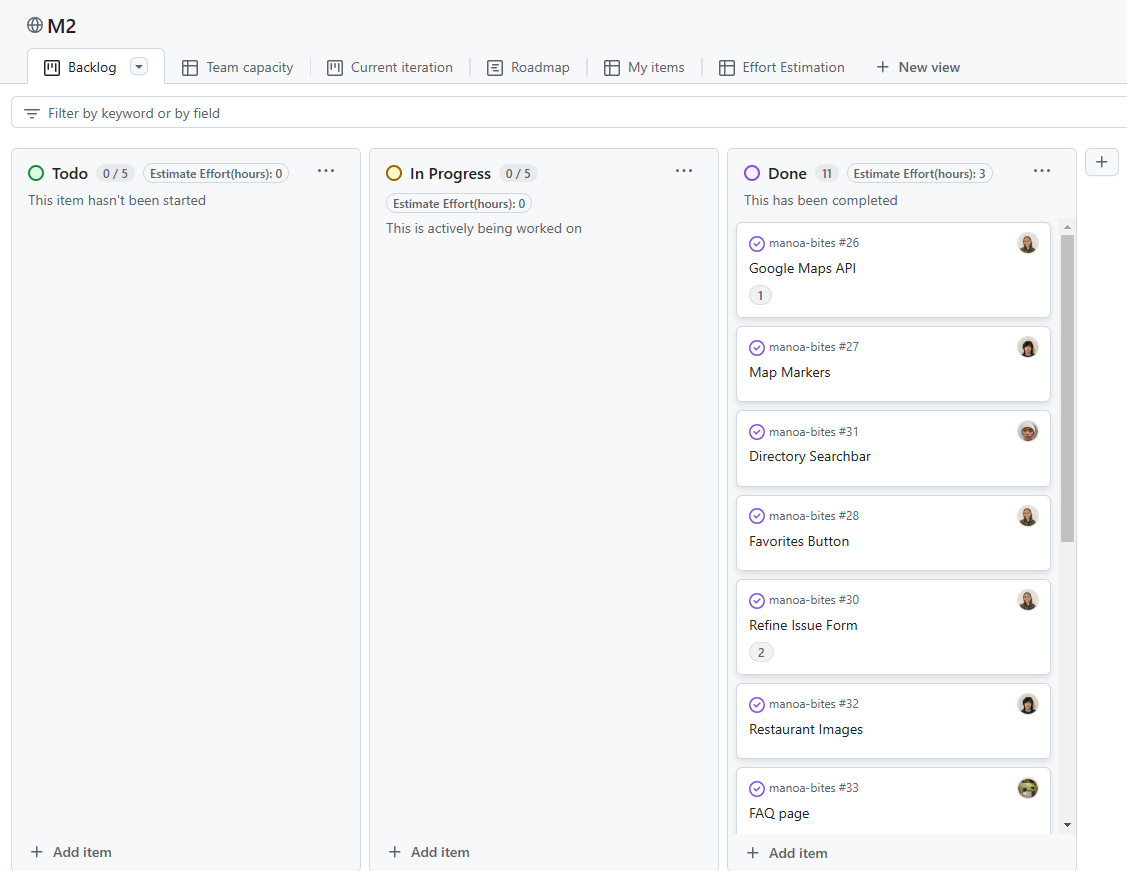 M2
Backlog
Team capacity
Current iteration
Roadmap
My items
Effort Estimation
New view
Filter by keyword or by field
Todo 0 / 5 Estimate Effort(hours): 0
This item hasn't been started
Add item
In Progress 0 / 5
Estimate Effort(hours): 0
This is actively being worked on
Add item
Done 11 Estimate Effort(hours): 3
This has been completed
manoa-bites #26
Google Maps API
1
manoa-bites #27
Map Markers
manoa-bites #31
Directory Searchbar
manoa-bites #28
Favorites Button
manoa-bites #30
Refine Issue Form
2
manoa-bites #32
Restaurant Images
manoa-bites #33
FAQ page
Add item